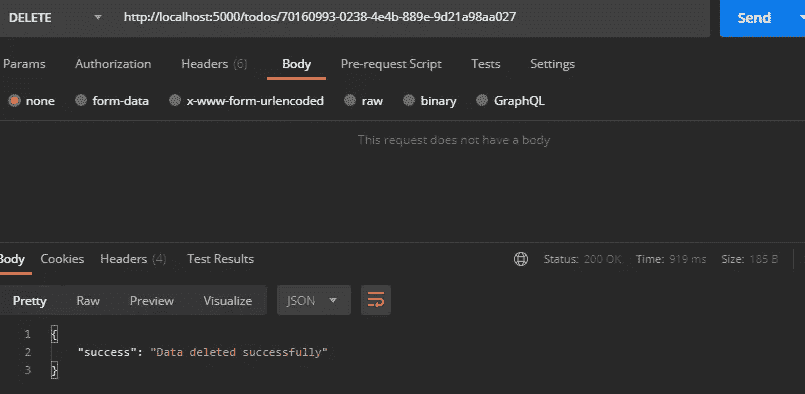 DELETE http://localhost:5000/todos/70160993-0238-4e4b-889e-9d21a98aa027 Send
Params Authorization Headers (6) Body Pre-request Script Tests Settings
none form-data x-www-form-urlencoded raw binary GraphQL
This request does not have a body
Body Cookies Headers (4) Test Results Status: 200 OK Time: 919 ms Size: 185 B
Pretty Raw Preview Visualize JSON
1 {
2 "success": "Data deleted successfully"
3 }